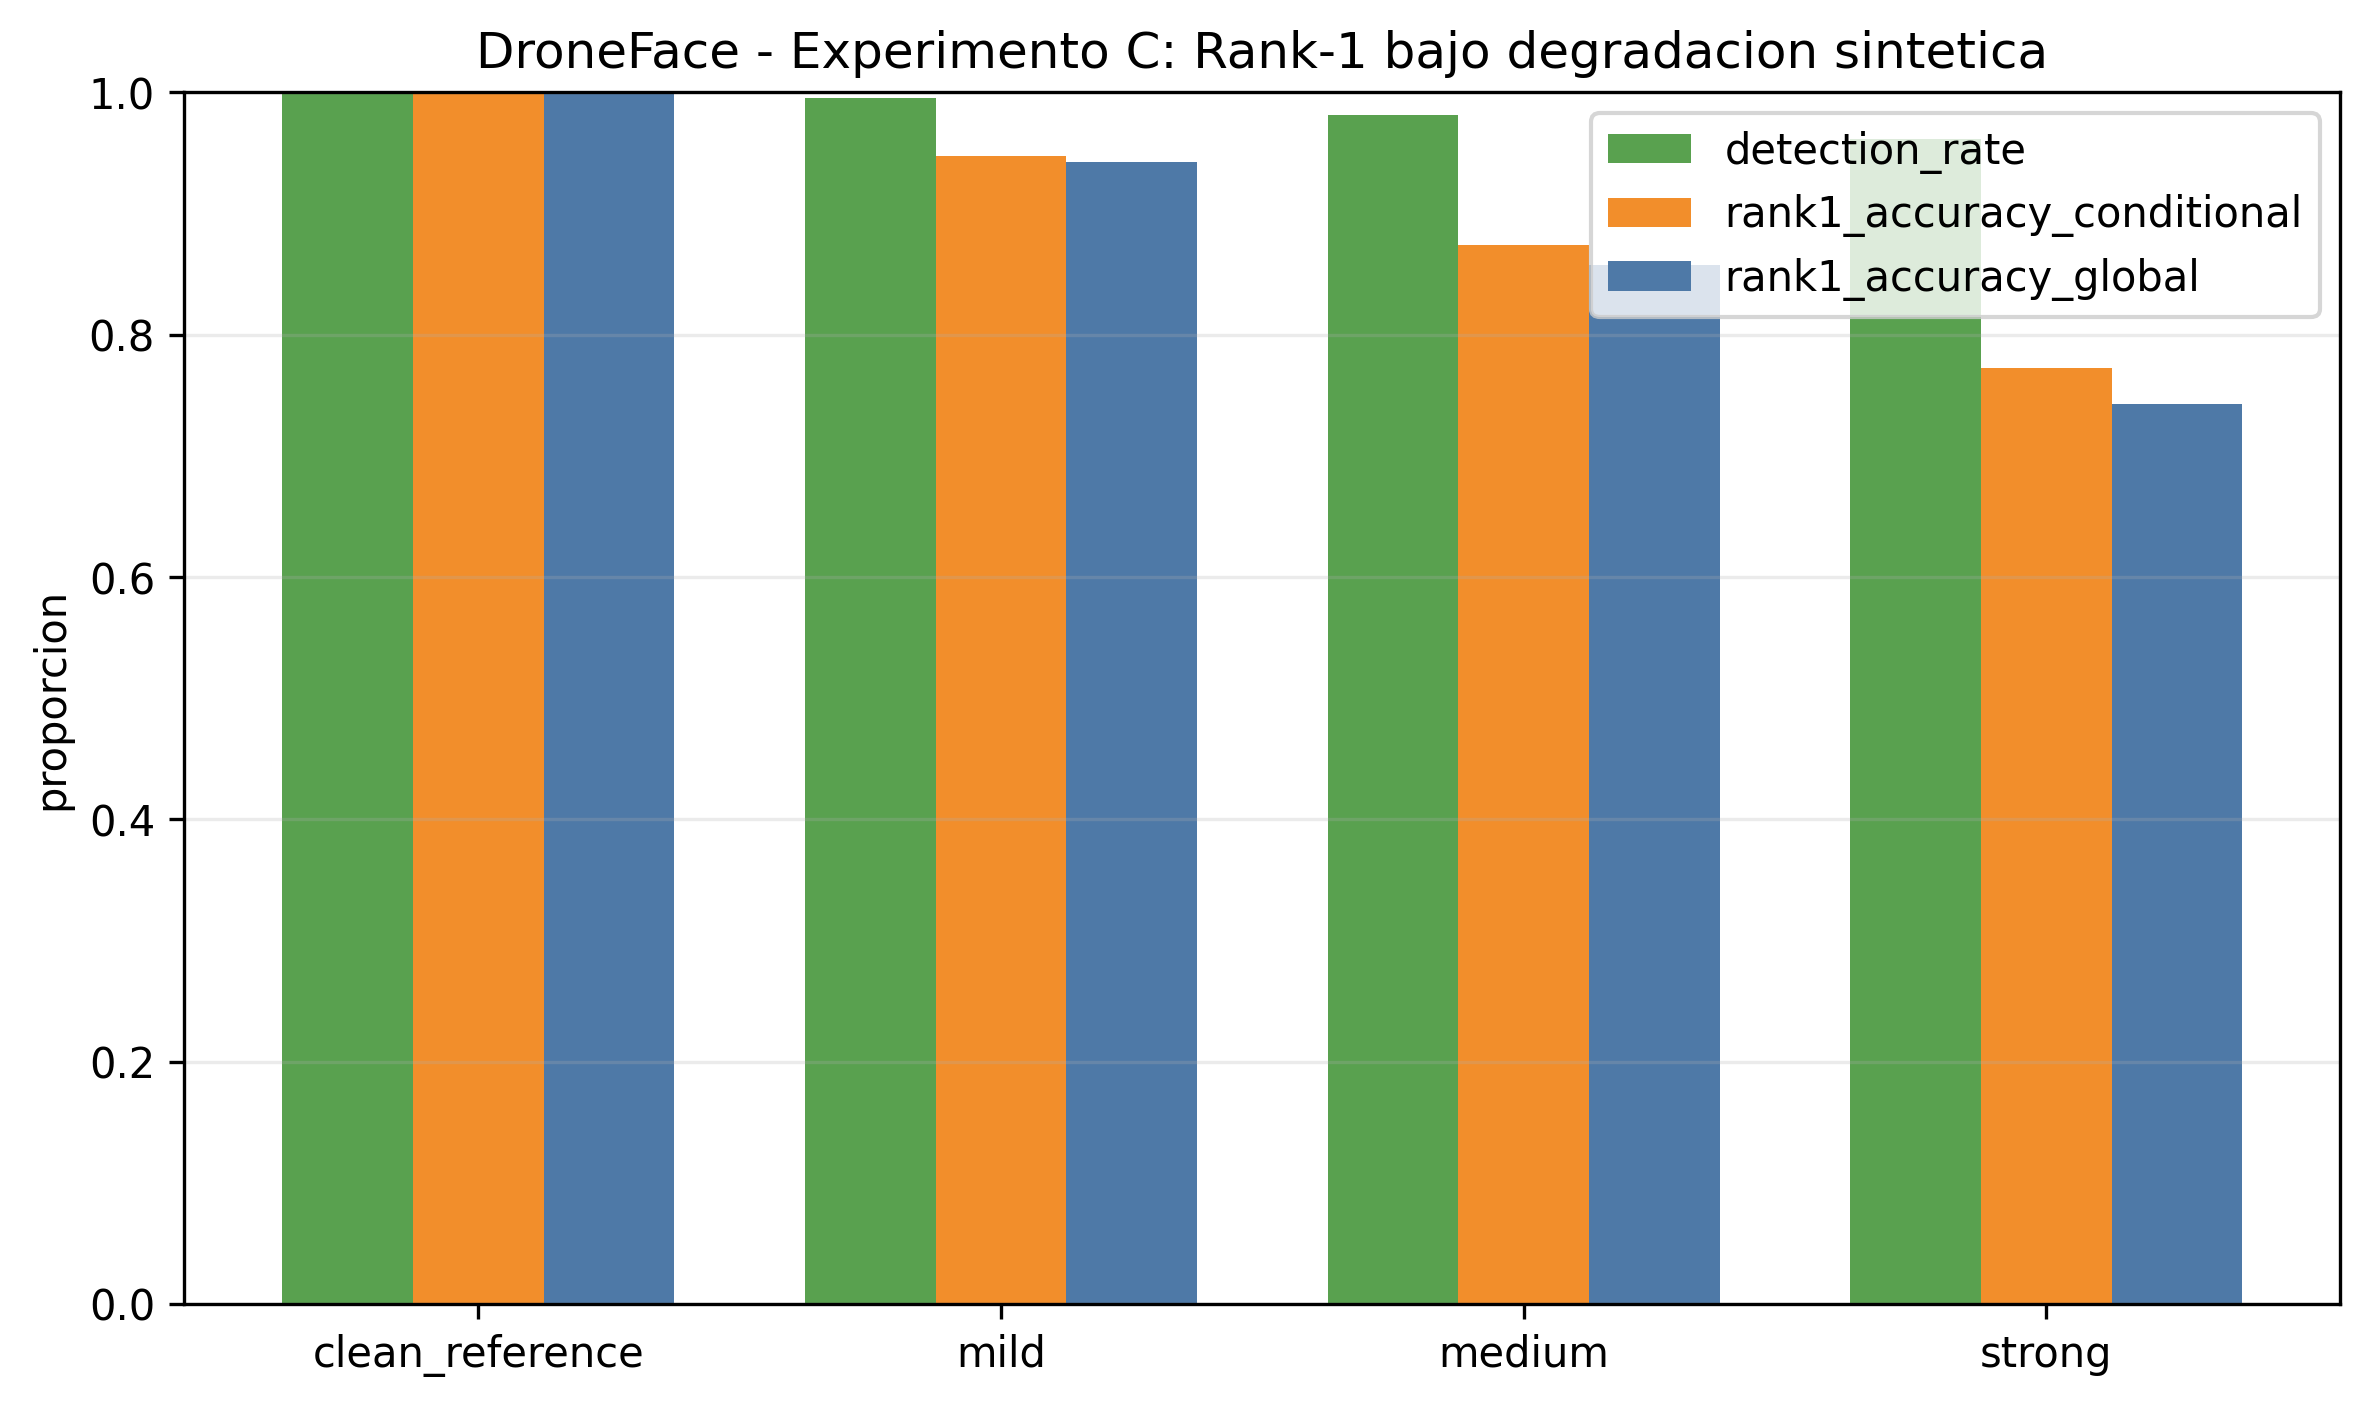 DroneFace - Experimento C: Rank-1 bajo degradacion sintetica
proporcion
1.0
0.8
0.6
0.4
0.2
0.0
detection_rate
rank1_accuracy_conditional
rank1_accuracy_global
clean_reference
mild
medium
strong